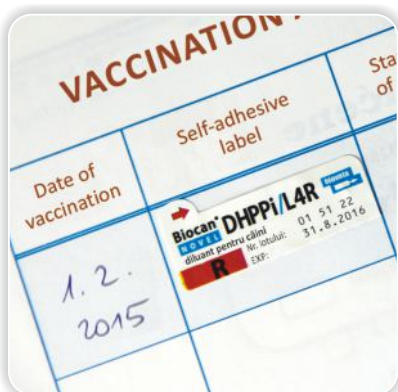 VACCINATION
Date of
vaccination
Self-adhesive
label
Sta
of
1. 2.
2015
Biocan® DHPPi/L4R
NOVEL
bioveta
diluant pentru câini
R
Nr. lotului: 01 51 22
EXP: 31.8.2016